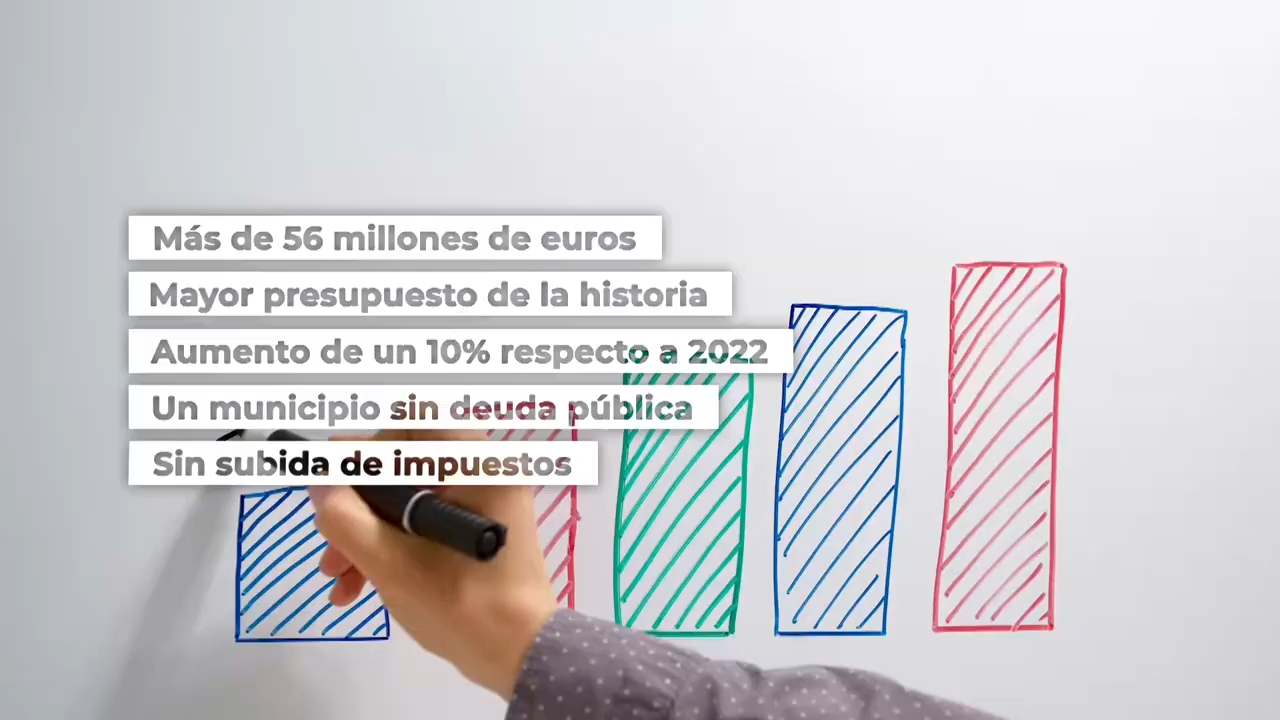 Más de 56 millones de euros
Mayor presupuesto de la historia
Aumento de un 10% respecto a 2022
Un municipio sin deuda pública
Sin subida de impuestos